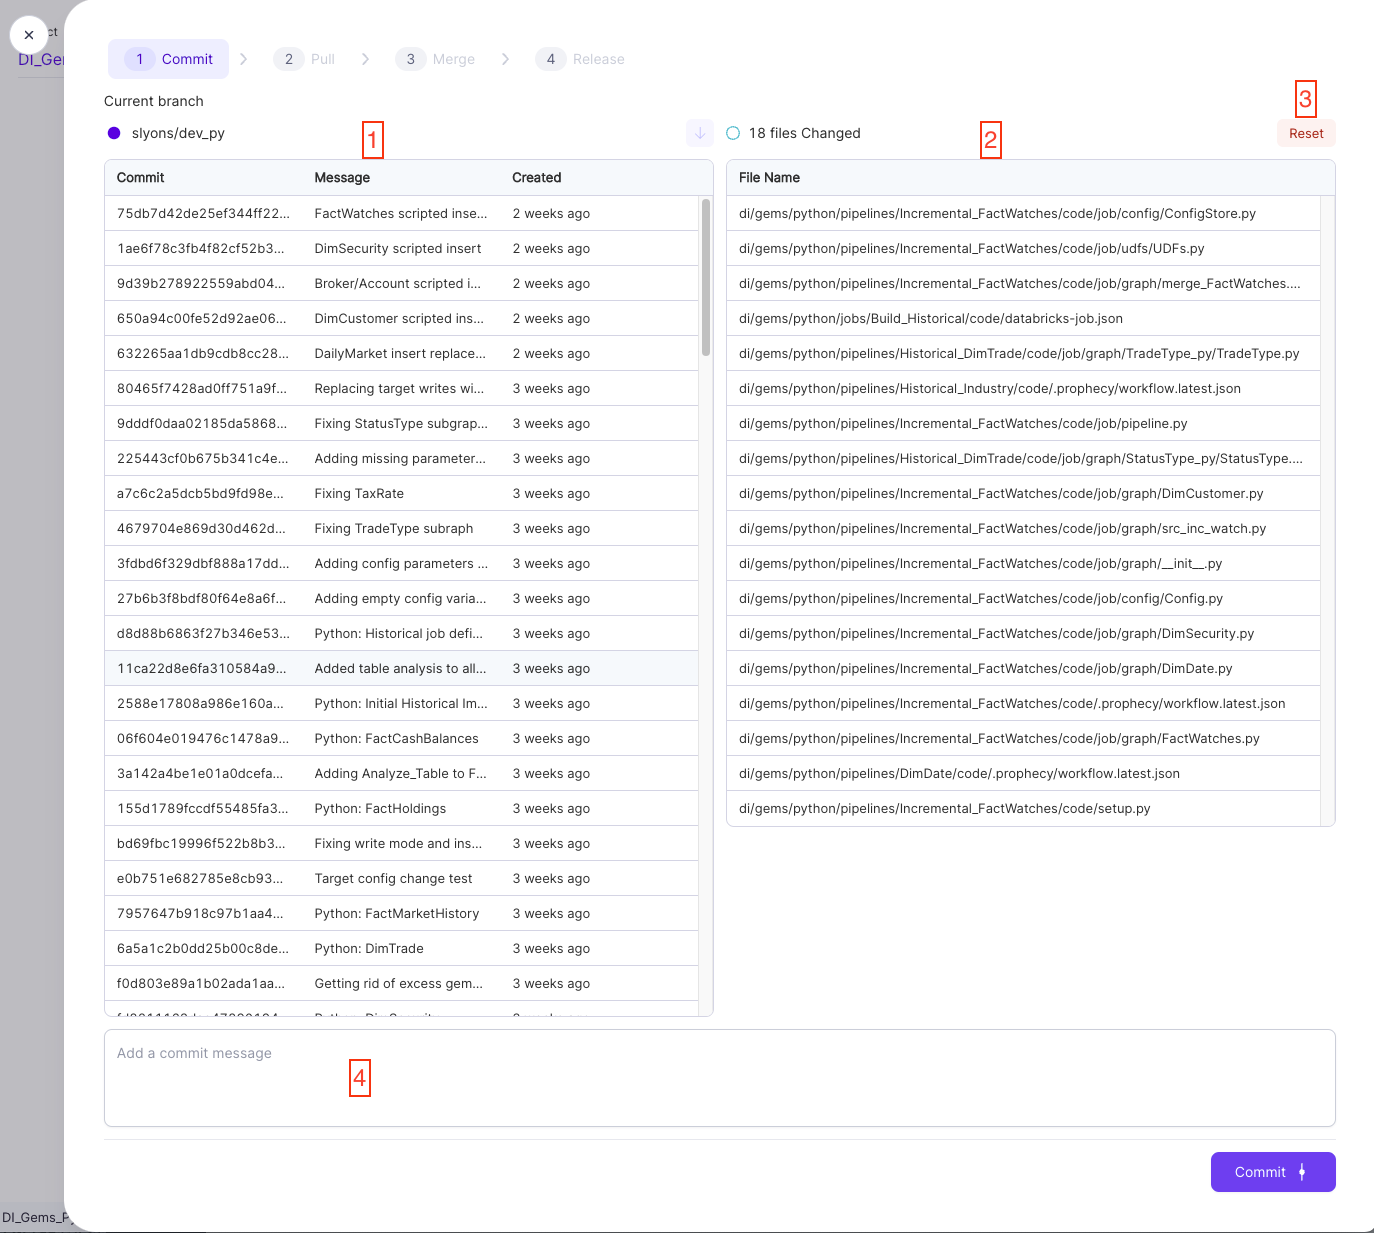 ct
DI_Ge
1 Commit 2 Pull 3 Merge 4 Release
Current branch
3
slyons/dev_py
1
18 files Changed
2
Reset
Commit Message Created
75db7d42de25ef344ff22... FactWatches scripted inse... 2 weeks ago
1ae6f78c3fb4f82cf52b3... DimSecurity scripted insert 2 weeks ago
9d39b278922559abd04... Broker/Account scripted i... 2 weeks ago
650a94c00fe52d92ae06... DimCustomer scripted ins... 2 weeks ago
632265aa1db9cdb8cc28... DailyMarket insert replace... 2 weeks ago
80465f7428ad0ff751a9f... Replacing target writes wi... 3 weeks ago
9dddf0daa02185da5868... Fixing StatusType subgrap... 3 weeks ago
225443cf0b675b341c4e... Adding missing parameter... 3 weeks ago
a7c6c2a5dcb5bd9fd98e... Fixing TaxRate 3 weeks ago
4679704e869d30d462d... Fixing TradeType subraph 3 weeks ago
3fdbd6f329dbf888a17dd... Adding config parameters ... 3 weeks ago
27b6b3f8bdf80f64e8a6f... Adding empty config varia... 3 weeks ago
d8d88b6863f27b346e53... Python: Historical job defi... 3 weeks ago
11ca22d8e6fa310584a9... Added table analysis to all... 3 weeks ago
2588e17808a986e160a... Python: Initial Historical Im... 3 weeks ago
06f604e019476c1478a9... Python: FactCashBalances 3 weeks ago
3a142a4be1e01a0dcefa... Adding Analyze_Table to F... 3 weeks ago
155d1789fccdf55485fa3... Python: FactHoldings 3 weeks ago
bd69fbc19996f522b8b3... Fixing write mode and ins... 3 weeks ago
e0b751e682785e8cb93... Target config change test 3 weeks ago
7957647b918c97b1aa4... Python: FactMarketHistory 3 weeks ago
6a5a1c2b0dd25b00c8de... Python: DimTrade 3 weeks ago
f0d803e89a1b02ada1aa... Getting rid of excess gem... 3 weeks ago
File Name
di/gems/python/pipelines/Incremental_FactWatches/code/job/config/ConfigStore.py
di/gems/python/pipelines/Incremental_FactWatches/code/job/udfs/UDFs.py
di/gems/python/pipelines/Incremental_FactWatches/code/job/graph/merge_FactWatches....
di/gems/python/jobs/Build_Historical/code/databricks-job.json
di/gems/python/pipelines/Historical_DimTrade/code/job/graph/TradeType_py/TradeType.py
di/gems/python/pipelines/Historical_Industry/code/.prophecy/workflow.latest.json
di/gems/python/pipelines/Incremental_FactWatches/code/job/pipeline.py
di/gems/python/pipelines/Historical_DimTrade/code/job/graph/StatusType_py/StatusType....
di/gems/python/pipelines/Incremental_FactWatches/code/job/graph/DimCustomer.py
di/gems/python/pipelines/Incremental_FactWatches/code/job/graph/src_inc_watch.py
di/gems/python/pipelines/Incremental_FactWatches/code/job/graph/__init__.py
di/gems/python/pipelines/Incremental_FactWatches/code/job/config/Config.py
di/gems/python/pipelines/Incremental_FactWatches/code/job/graph/DimSecurity.py
di/gems/python/pipelines/Incremental_FactWatches/code/job/graph/DimDate.py
di/gems/python/pipelines/Incremental_FactWatches/code/.prophecy/workflow.latest.json
di/gems/python/pipelines/Incremental_FactWatches/code/job/graph/FactWatches.py
di/gems/python/pipelines/DimDate/code/.prophecy/workflow.latest.json
di/gems/python/pipelines/Incremental_FactWatches/code/setup.py
Add a commit message
4
Commit
DI_Gems_P